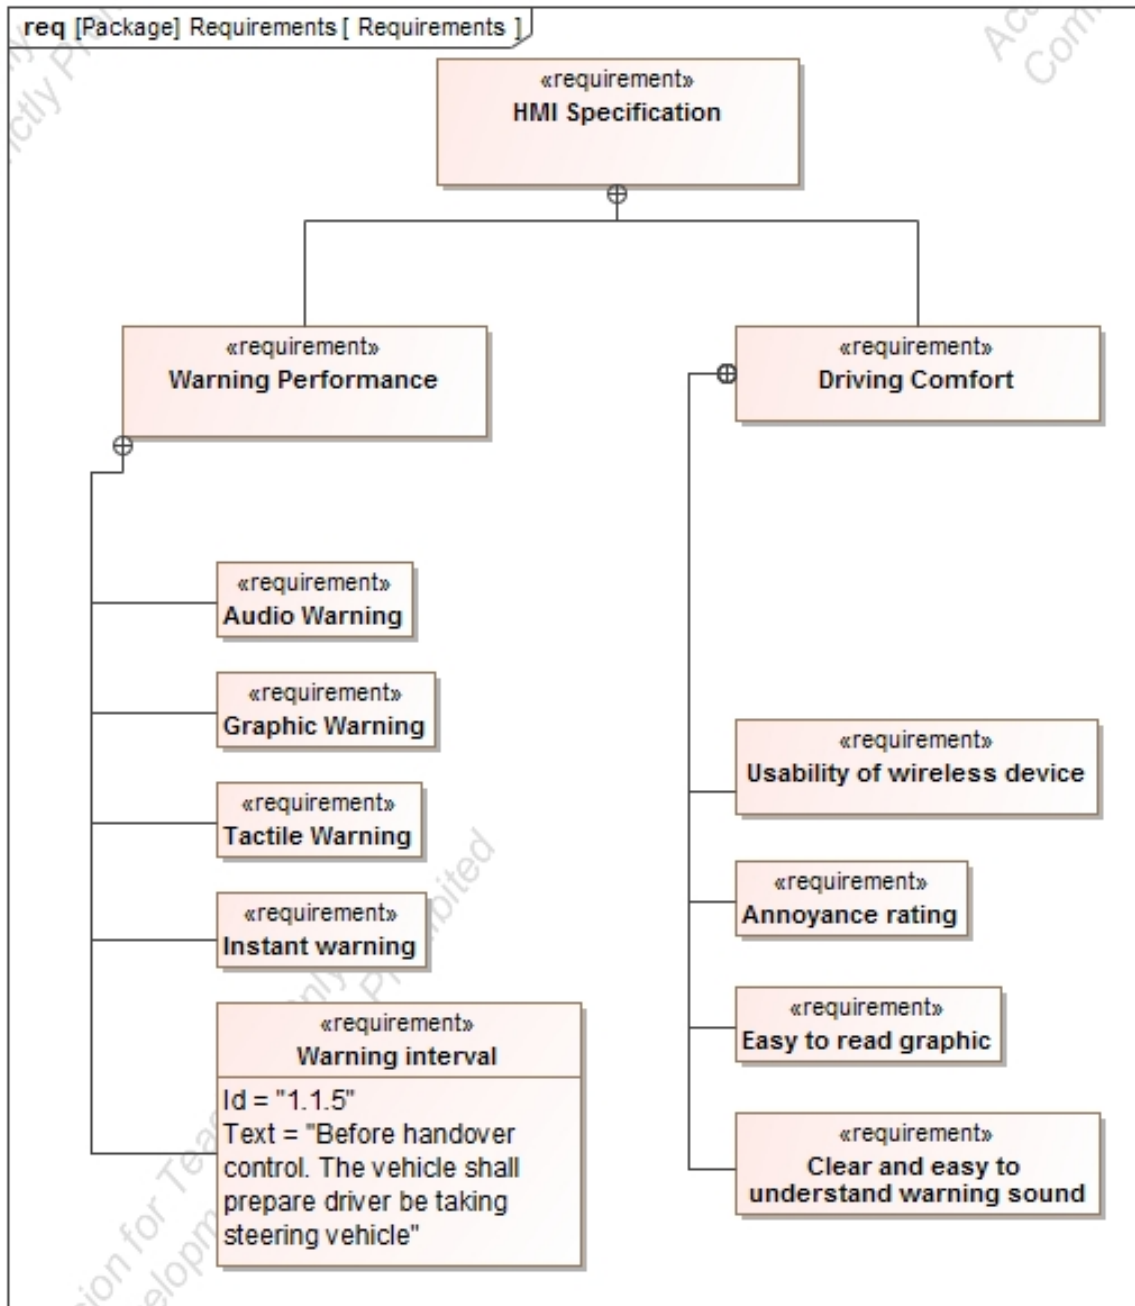 req [Package] Requirements [ Requirements ]
«requirement»
HMI Specification
«requirement»
Warning Performance
«requirement»
Driving Comfort
«requirement»
Audio Warning
«requirement»
Graphic Warning
«requirement»
Tactile Warning
«requirement»
Instant warning
«requirement»
Warning interval
Id = "1.1.5"
Text = "Before handover
control. The vehicle shall
prepare driver be taking
steering vehicle"
«requirement»
Usability of wireless device
«requirement»
Annoyance rating
«requirement»
Easy to read graphic
«requirement»
Clear and easy to
understand warning sound